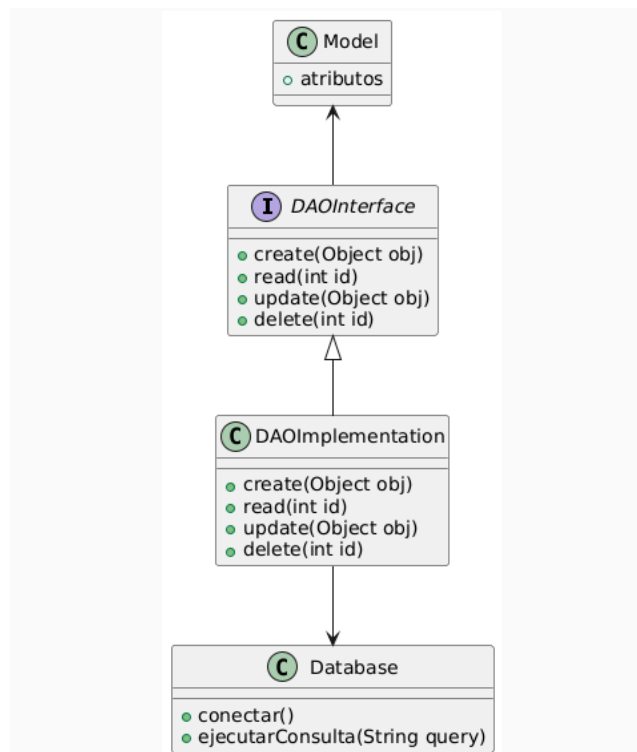 C Model
atributos
I DAOInterface
create(Object obj)
read(int id)
update(Object obj)
delete(int id)
C DAOImplementation
create(Object obj)
read(int id)
update(Object obj)
delete(int id)
C Database
conectar()
ejecutarConsulta(String query)